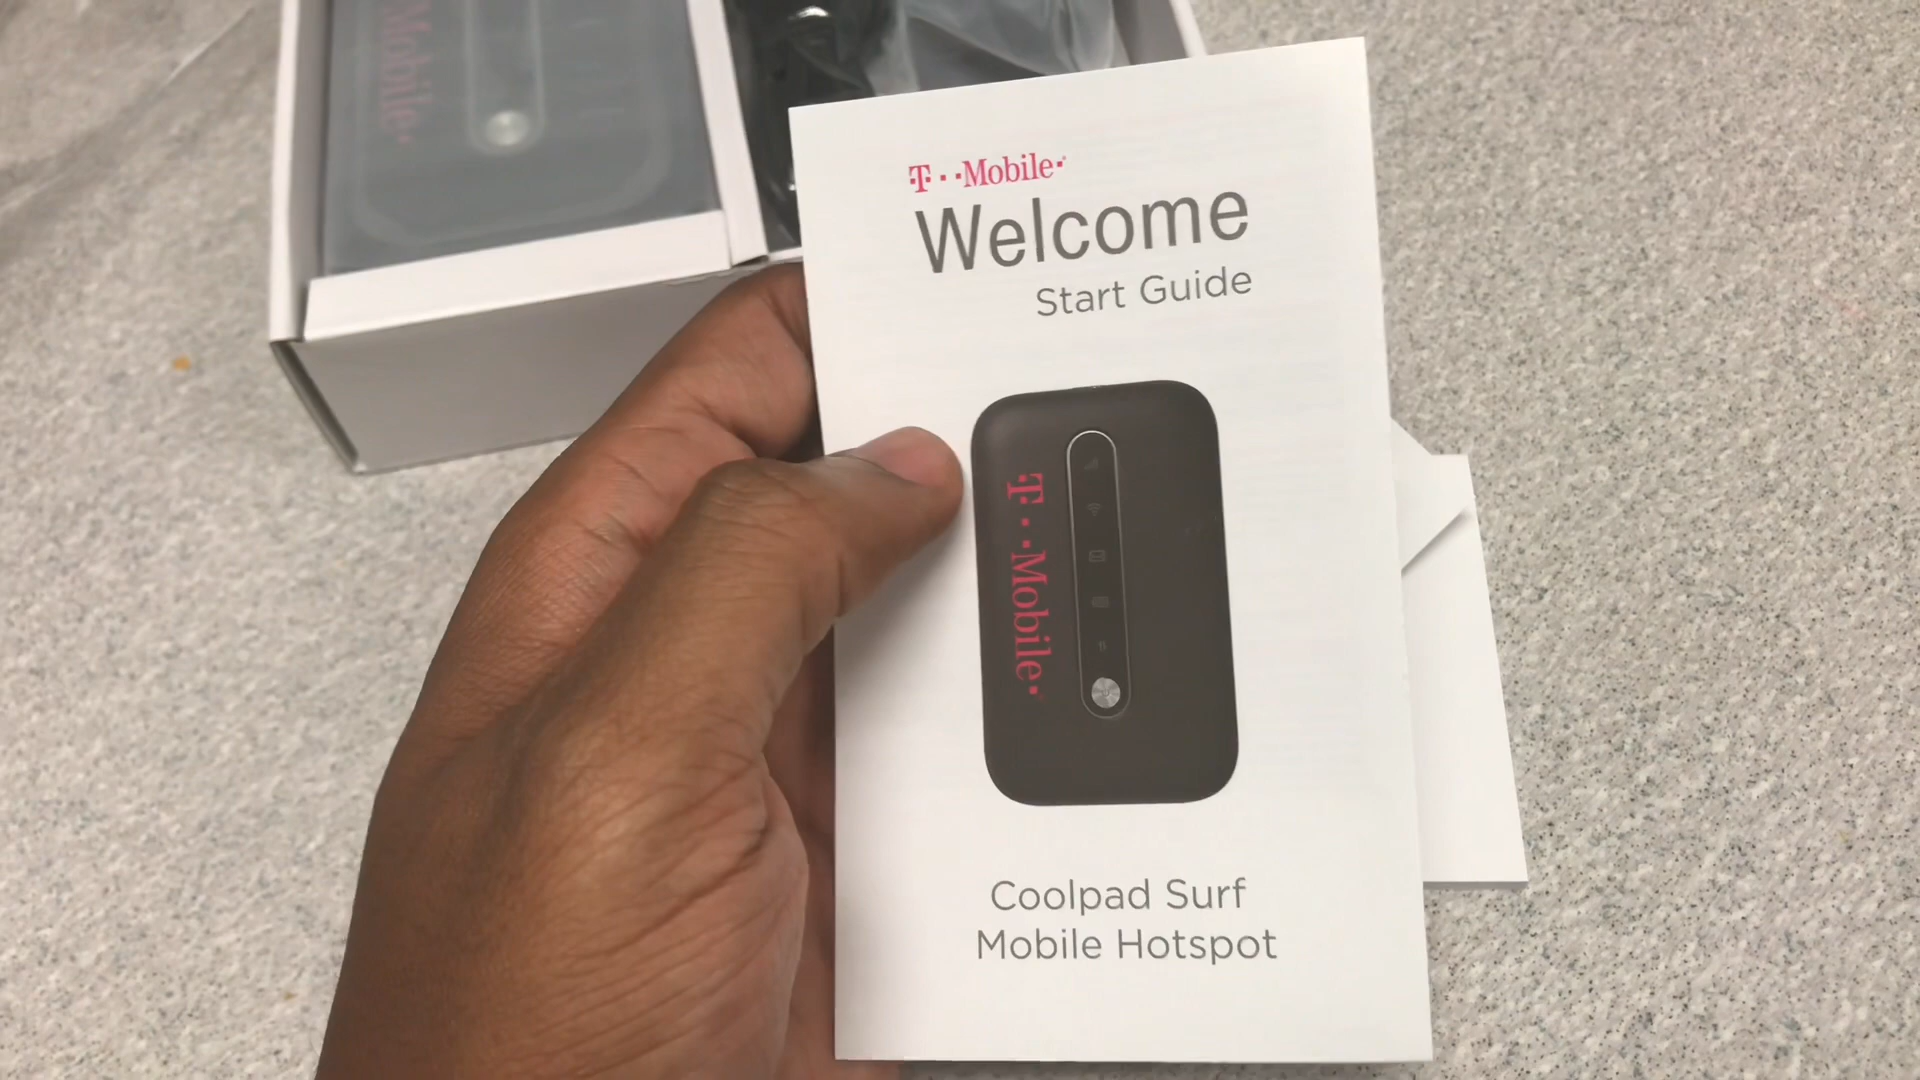 Mobile
T··Mobile·
Welcome
Start Guide
T··Mobile·
Coolpad Surf
Mobile Hotspot